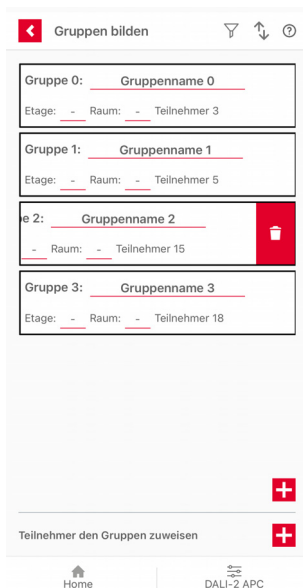 Gruppen bilden
Gruppe 0: Gruppenname 0
Etage: - Raum: - Teilnehmer 3
Gruppe 1: Gruppenname 1
Etage: - Raum: - Teilnehmer 5
e 2: Gruppenname 2
- Raum: - Teilnehmer 15
Gruppe 3: Gruppenname 3
Etage: - Raum: - Teilnehmer 18
Teilnehmer den Gruppen zuweisen
Home DALI-2 APC